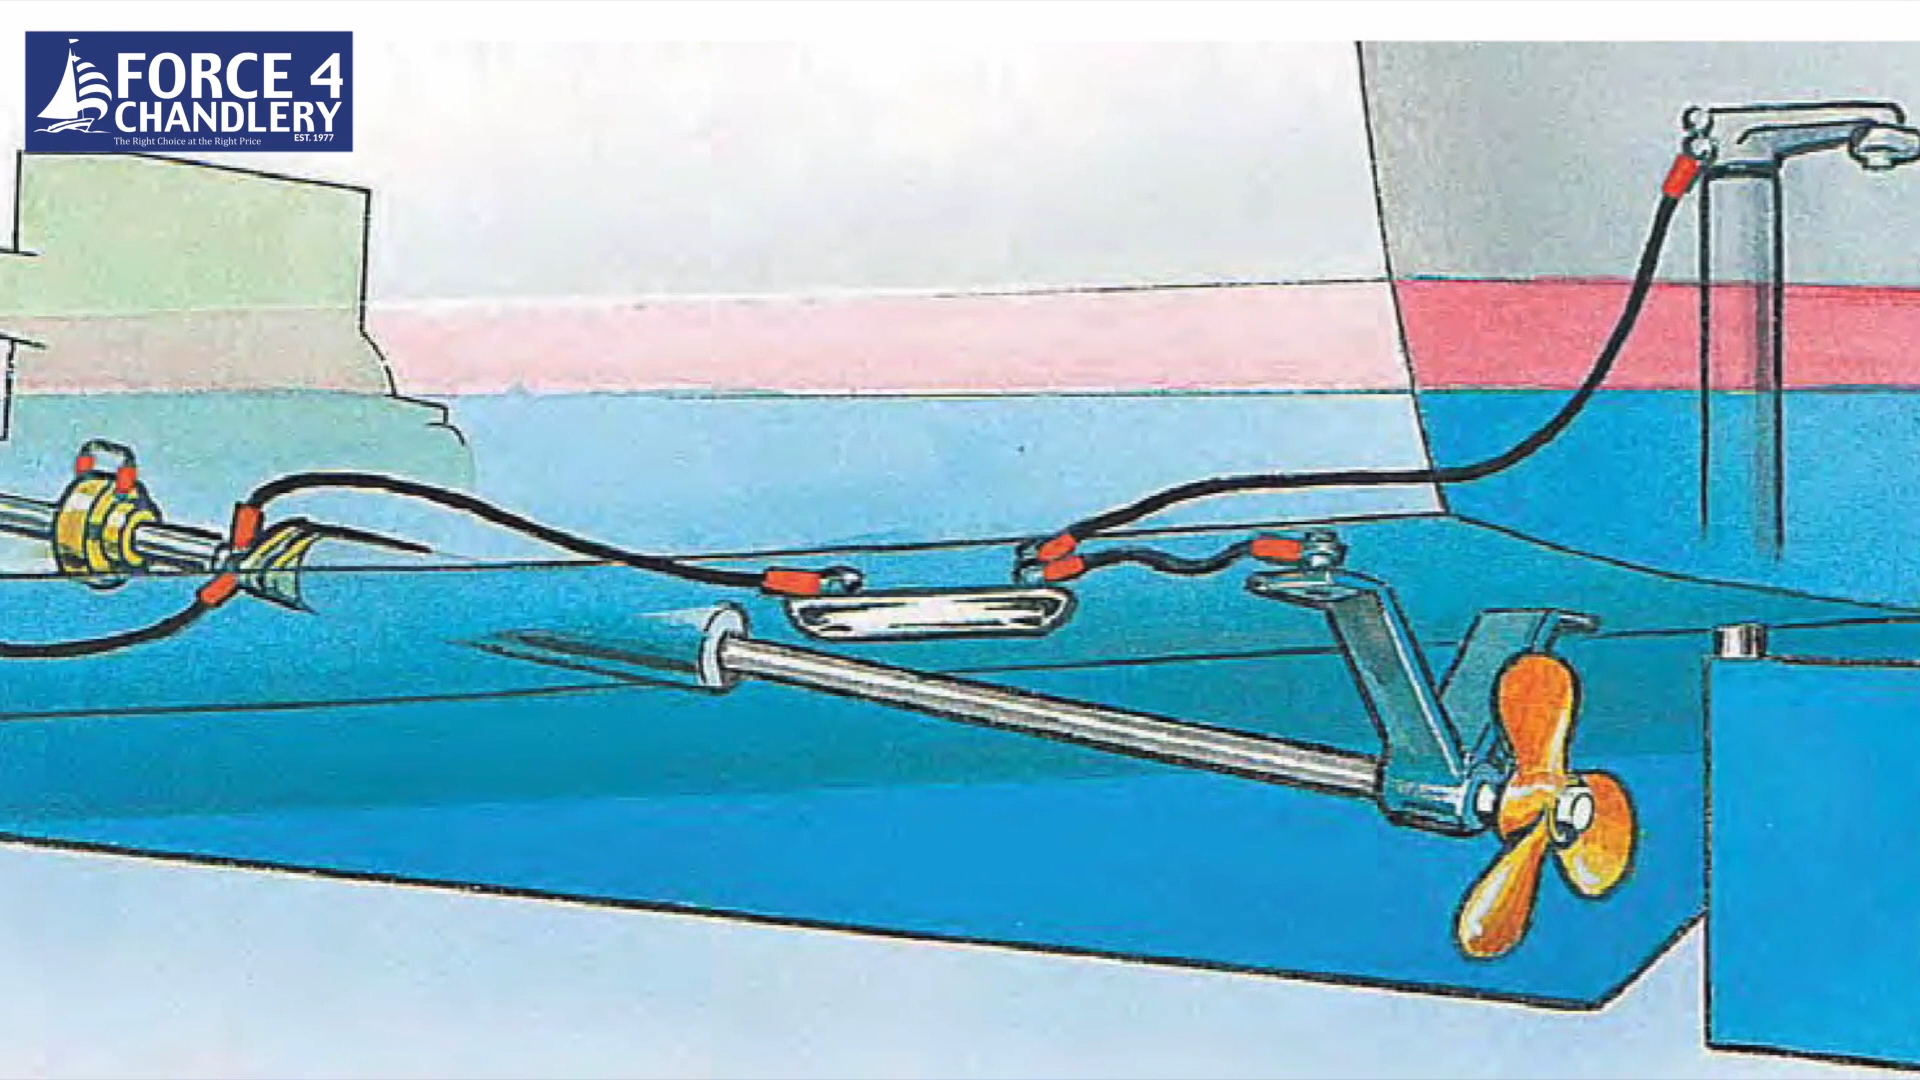 FORCE 4
CHANDLERY
EST. 1977
The Right Choice at the Right Price